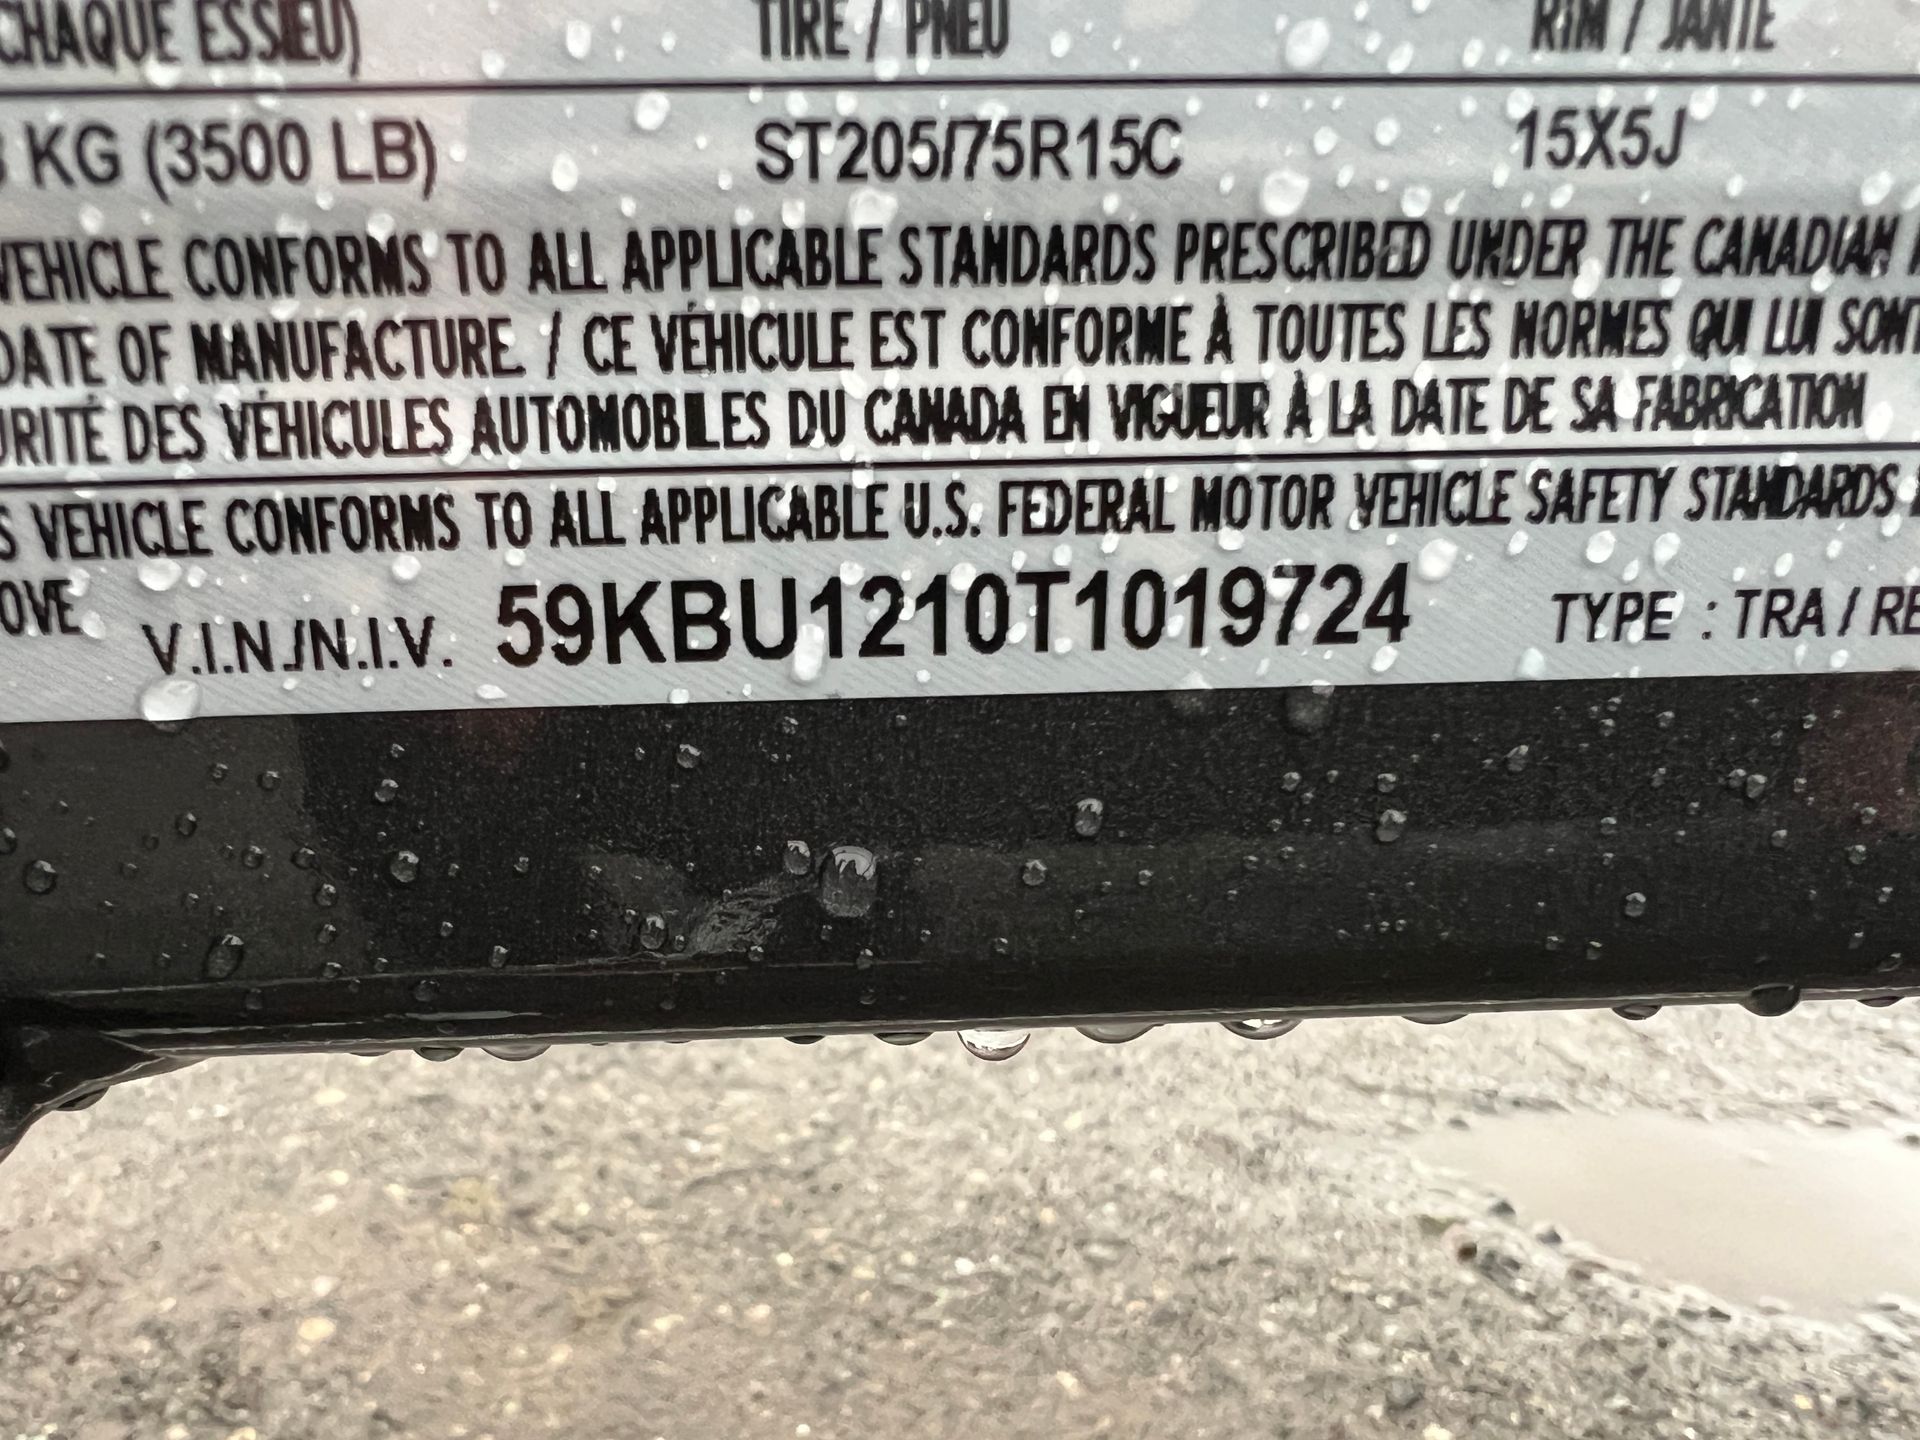 CHAQUE ESSIEU) TIRE / PNEU RIM / JANTE
KG (3500 LB) ST205/75R15C 15X5J
VEHICLE CONFORMS TO ALL APPLICABLE STANDARDS PRESCRIBED UNDER THE CANADIAN
DATE OF MANUFACTURE. / CE VÉHICULE EST CONFORME À TOUTES LES NORMES QUI LUI SONT
URITÉ DES VÉHICULES AUTOMOBILES DU CANADA EN VIGUEUR À LA DATE DE SA FABRICATION
S VEHICLE CONFORMS TO ALL APPLICABLE U.S. FEDERAL MOTOR VEHICLE SAFETY STANDARDS
OVE V.I.N./N.I.V. 59KBU1210T1019724 TYPE : TRA / RE